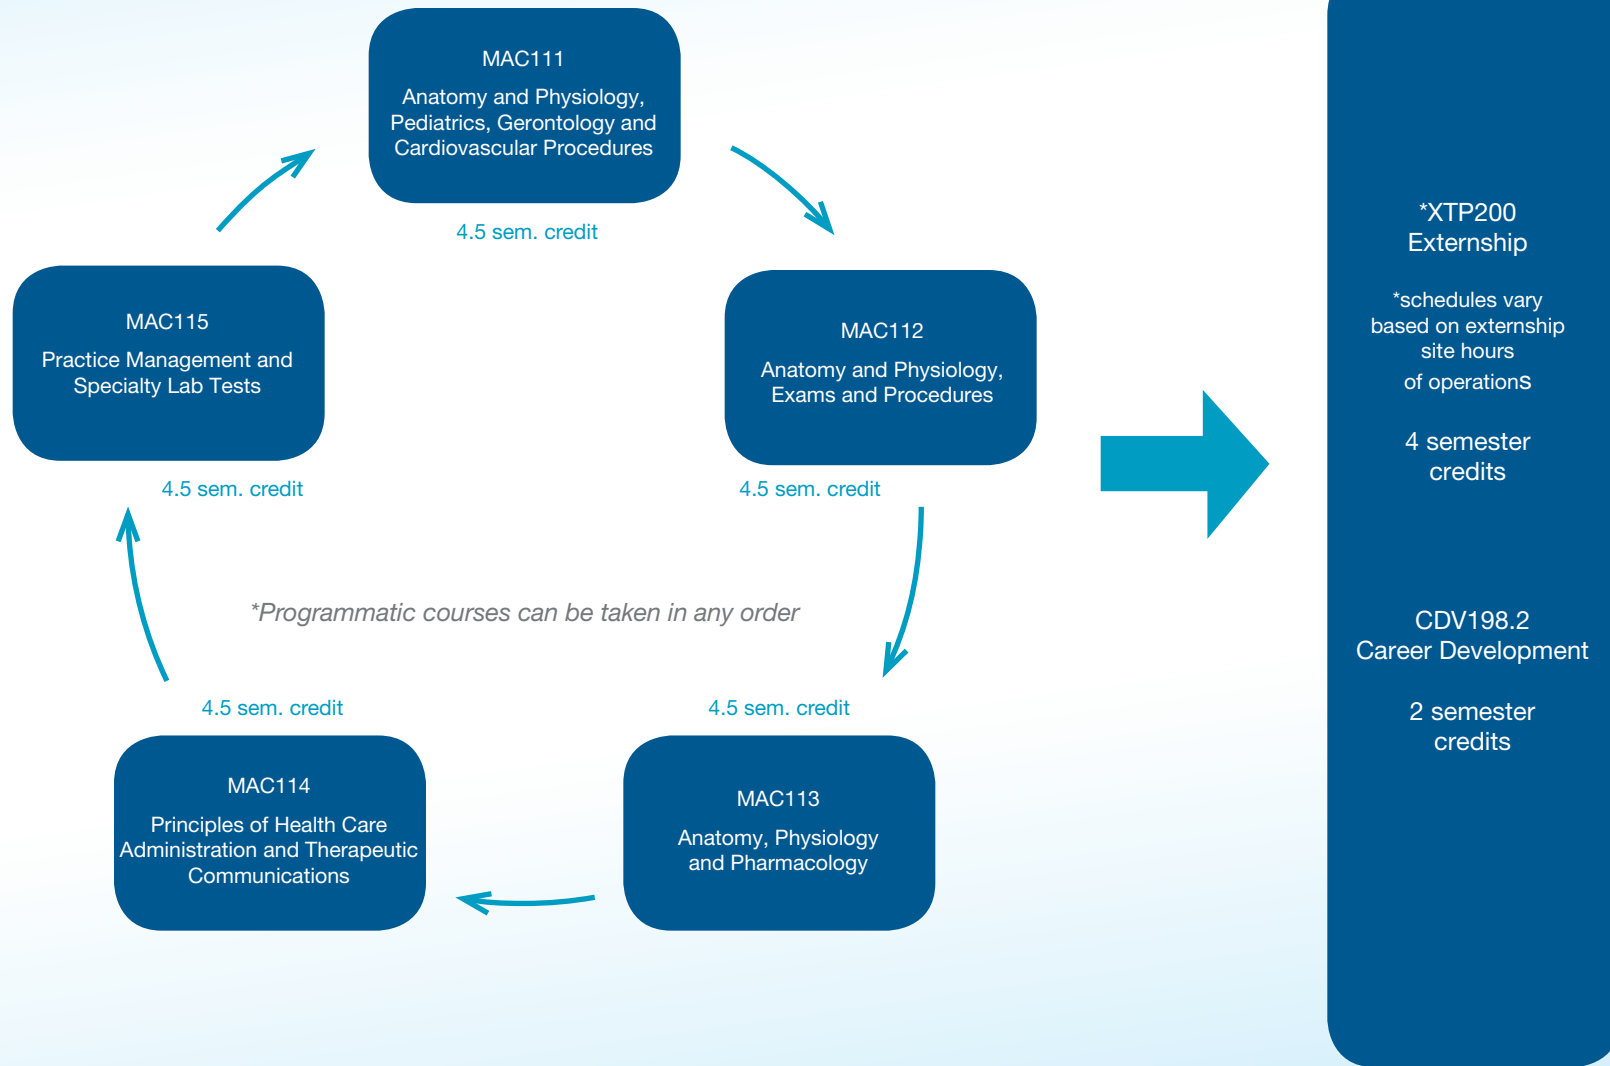 MAC111
Anatomy and Physiology,
Pediatrics, Gerontology and
Cardiovascular Procedures
4.5 sem. credit
MAC112
Anatomy and Physiology,
Exams and Procedures
4.5 sem. credit
MAC113
Anatomy, Physiology
and Pharmacology
4.5 sem. credit
MAC114
Principles of Health Care
Administration and Therapeutic
Communications
4.5 sem. credit
MAC115
Practice Management and
Specialty Lab Tests
4.5 sem. credit
*Programmatic courses can be taken in any order
*XTP200
Externship
*schedules vary
based on externship
site hours
of operations
4 semester
credits
CDV198.2
Career Development
2 semester
credits